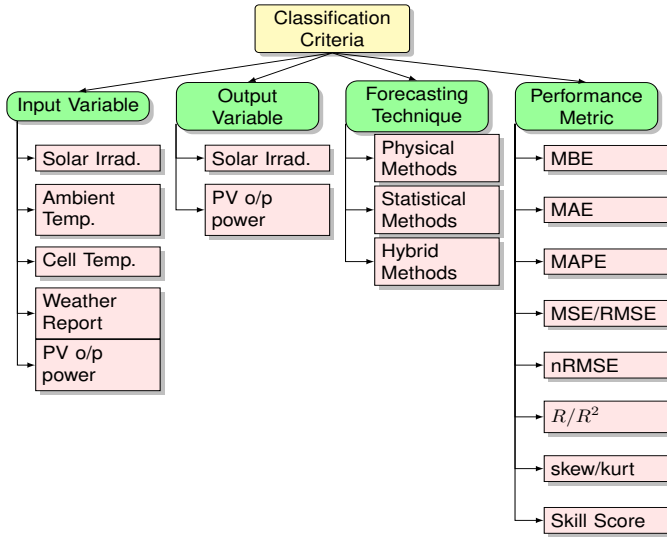 Classification
Criteria
Input Variable
Solar Irrad.
Ambient
Temp.
Cell Temp.
Weather
Report
PV o/p
power
Output
Variable
Solar Irrad.
PV o/p
power
Forecasting
Technique
Physical
Methods
Statistical
Methods
Hybrid
Methods
Performance
Metric
MBE
MAE
MAPE
MSE/RMSE
nRMSE
R/R²
skew/kurt
Skill Score